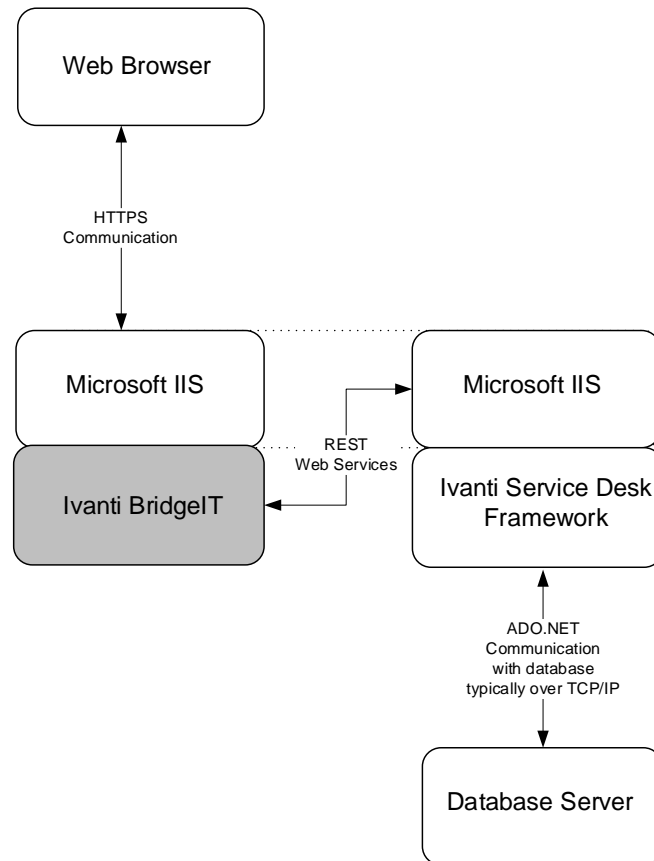 Web Browser
HTTPS
Communication
Microsoft IIS
Microsoft IIS
REST
Web Services
Ivanti BridgeIT
Ivanti Service Desk
Framework
ADO.NET
Communication
with database
typically over TCP/IP
Database Server